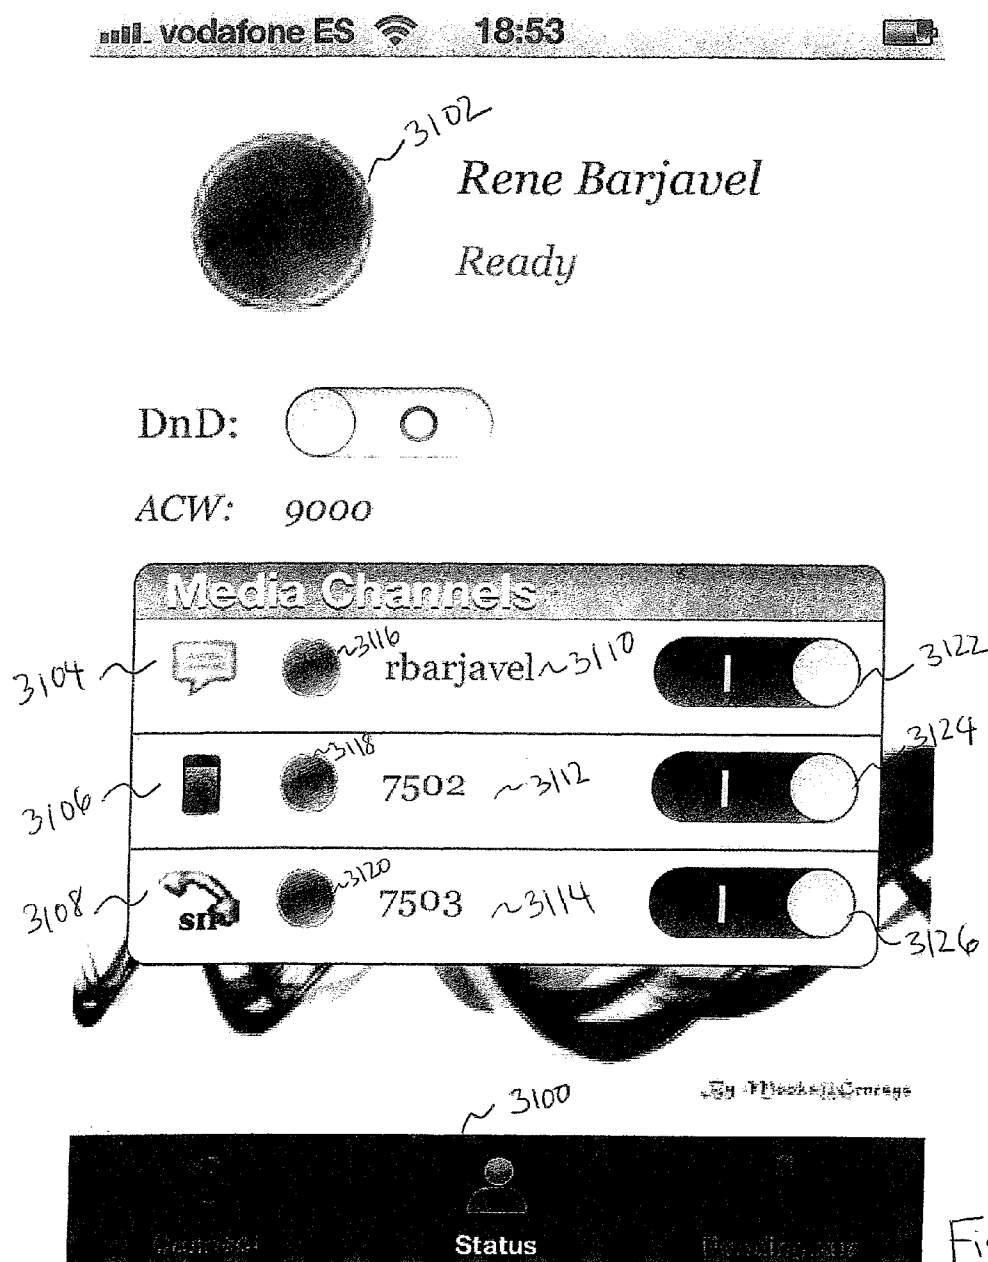 vodafone ES 18:53
3102
Rene Barjavel
Ready
DnD:
ACW: 9000
Media Channels
3104 3116 rbarjavel 3110 3122
3106 3118 7502 3112 3124
3108 SIP 3120 7503 3114 3126
3100
Status